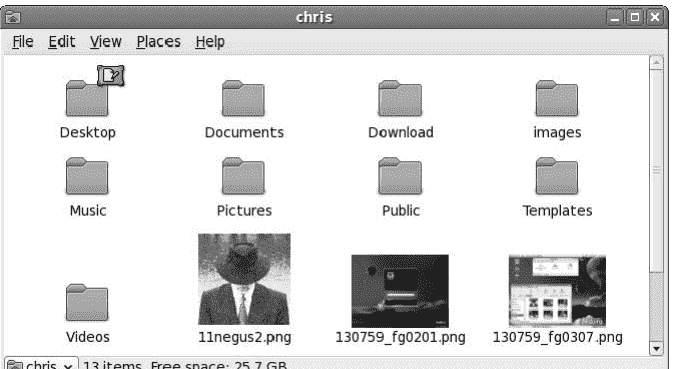 chris
File Edit View Places Help
Desktop Documents Download images
Music Pictures Public Templates
Videos 11negus2.png 130759_fg0201.png 130759_fg0307.png
chris 13 items, Free space: 25.7 GB